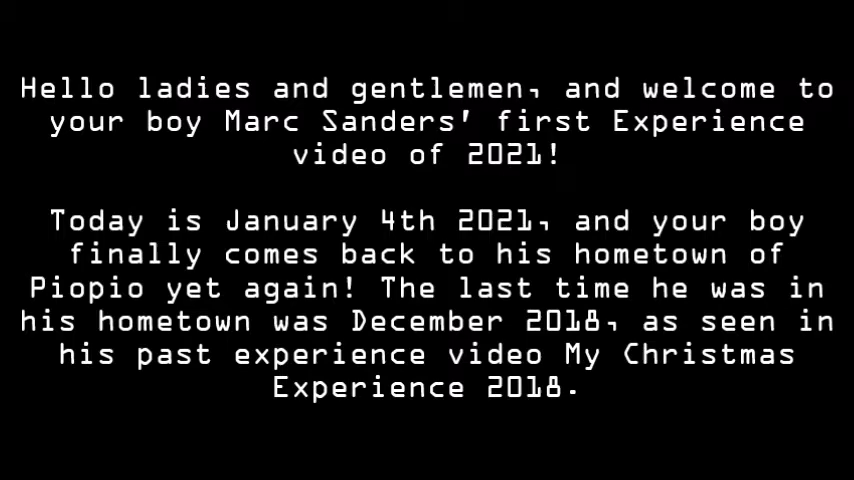 Hello ladies and gentlemen, and welcome to
your boy Marc Sanders' first Experience
video of 2021!
Today is January 4th 2021, and your boy
finally comes back to his hometown of
Piopio yet again! The last time he was in
his hometown was December 2018, as seen in
his past experience video My Christmas
Experience 2018.